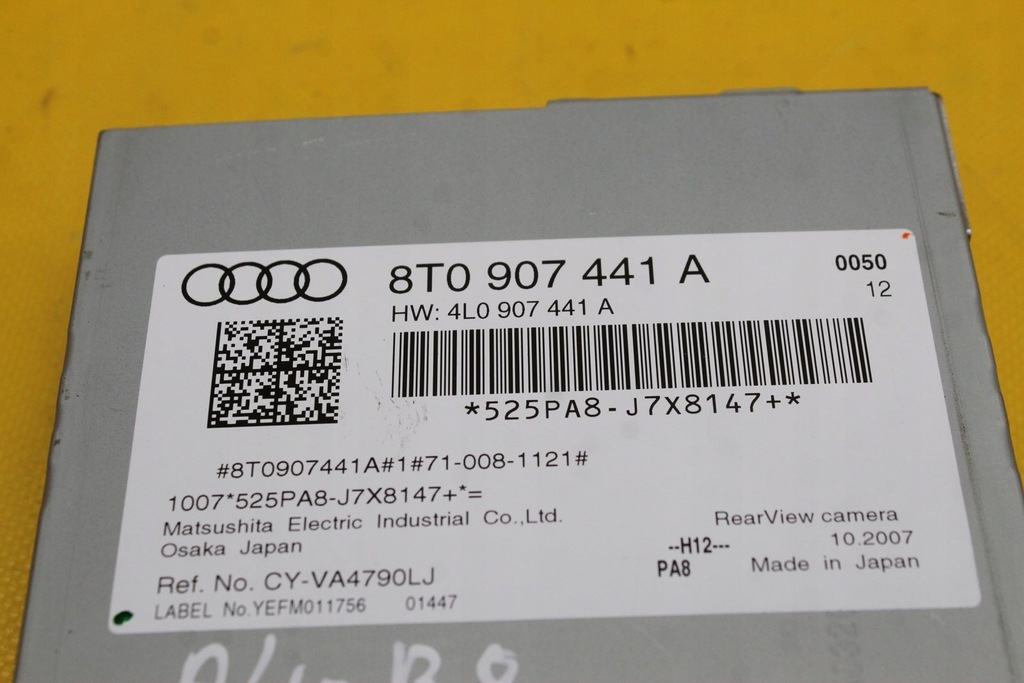 8T0 907 441 A 0050
HW: 4L0 907 441 A 12
*525PA8-J7X8147+*
#8T0907441A#1#71-008-1121#
1007*525PA8-J7X8147+*=
Matsushita Electric Industrial Co.,Ltd. RearView camera
Osaka Japan --H12--- 10.2007
PA8 Made in Japan
Ref. No. CY-VA4790LJ
LABEL No.YEFM011756 01447